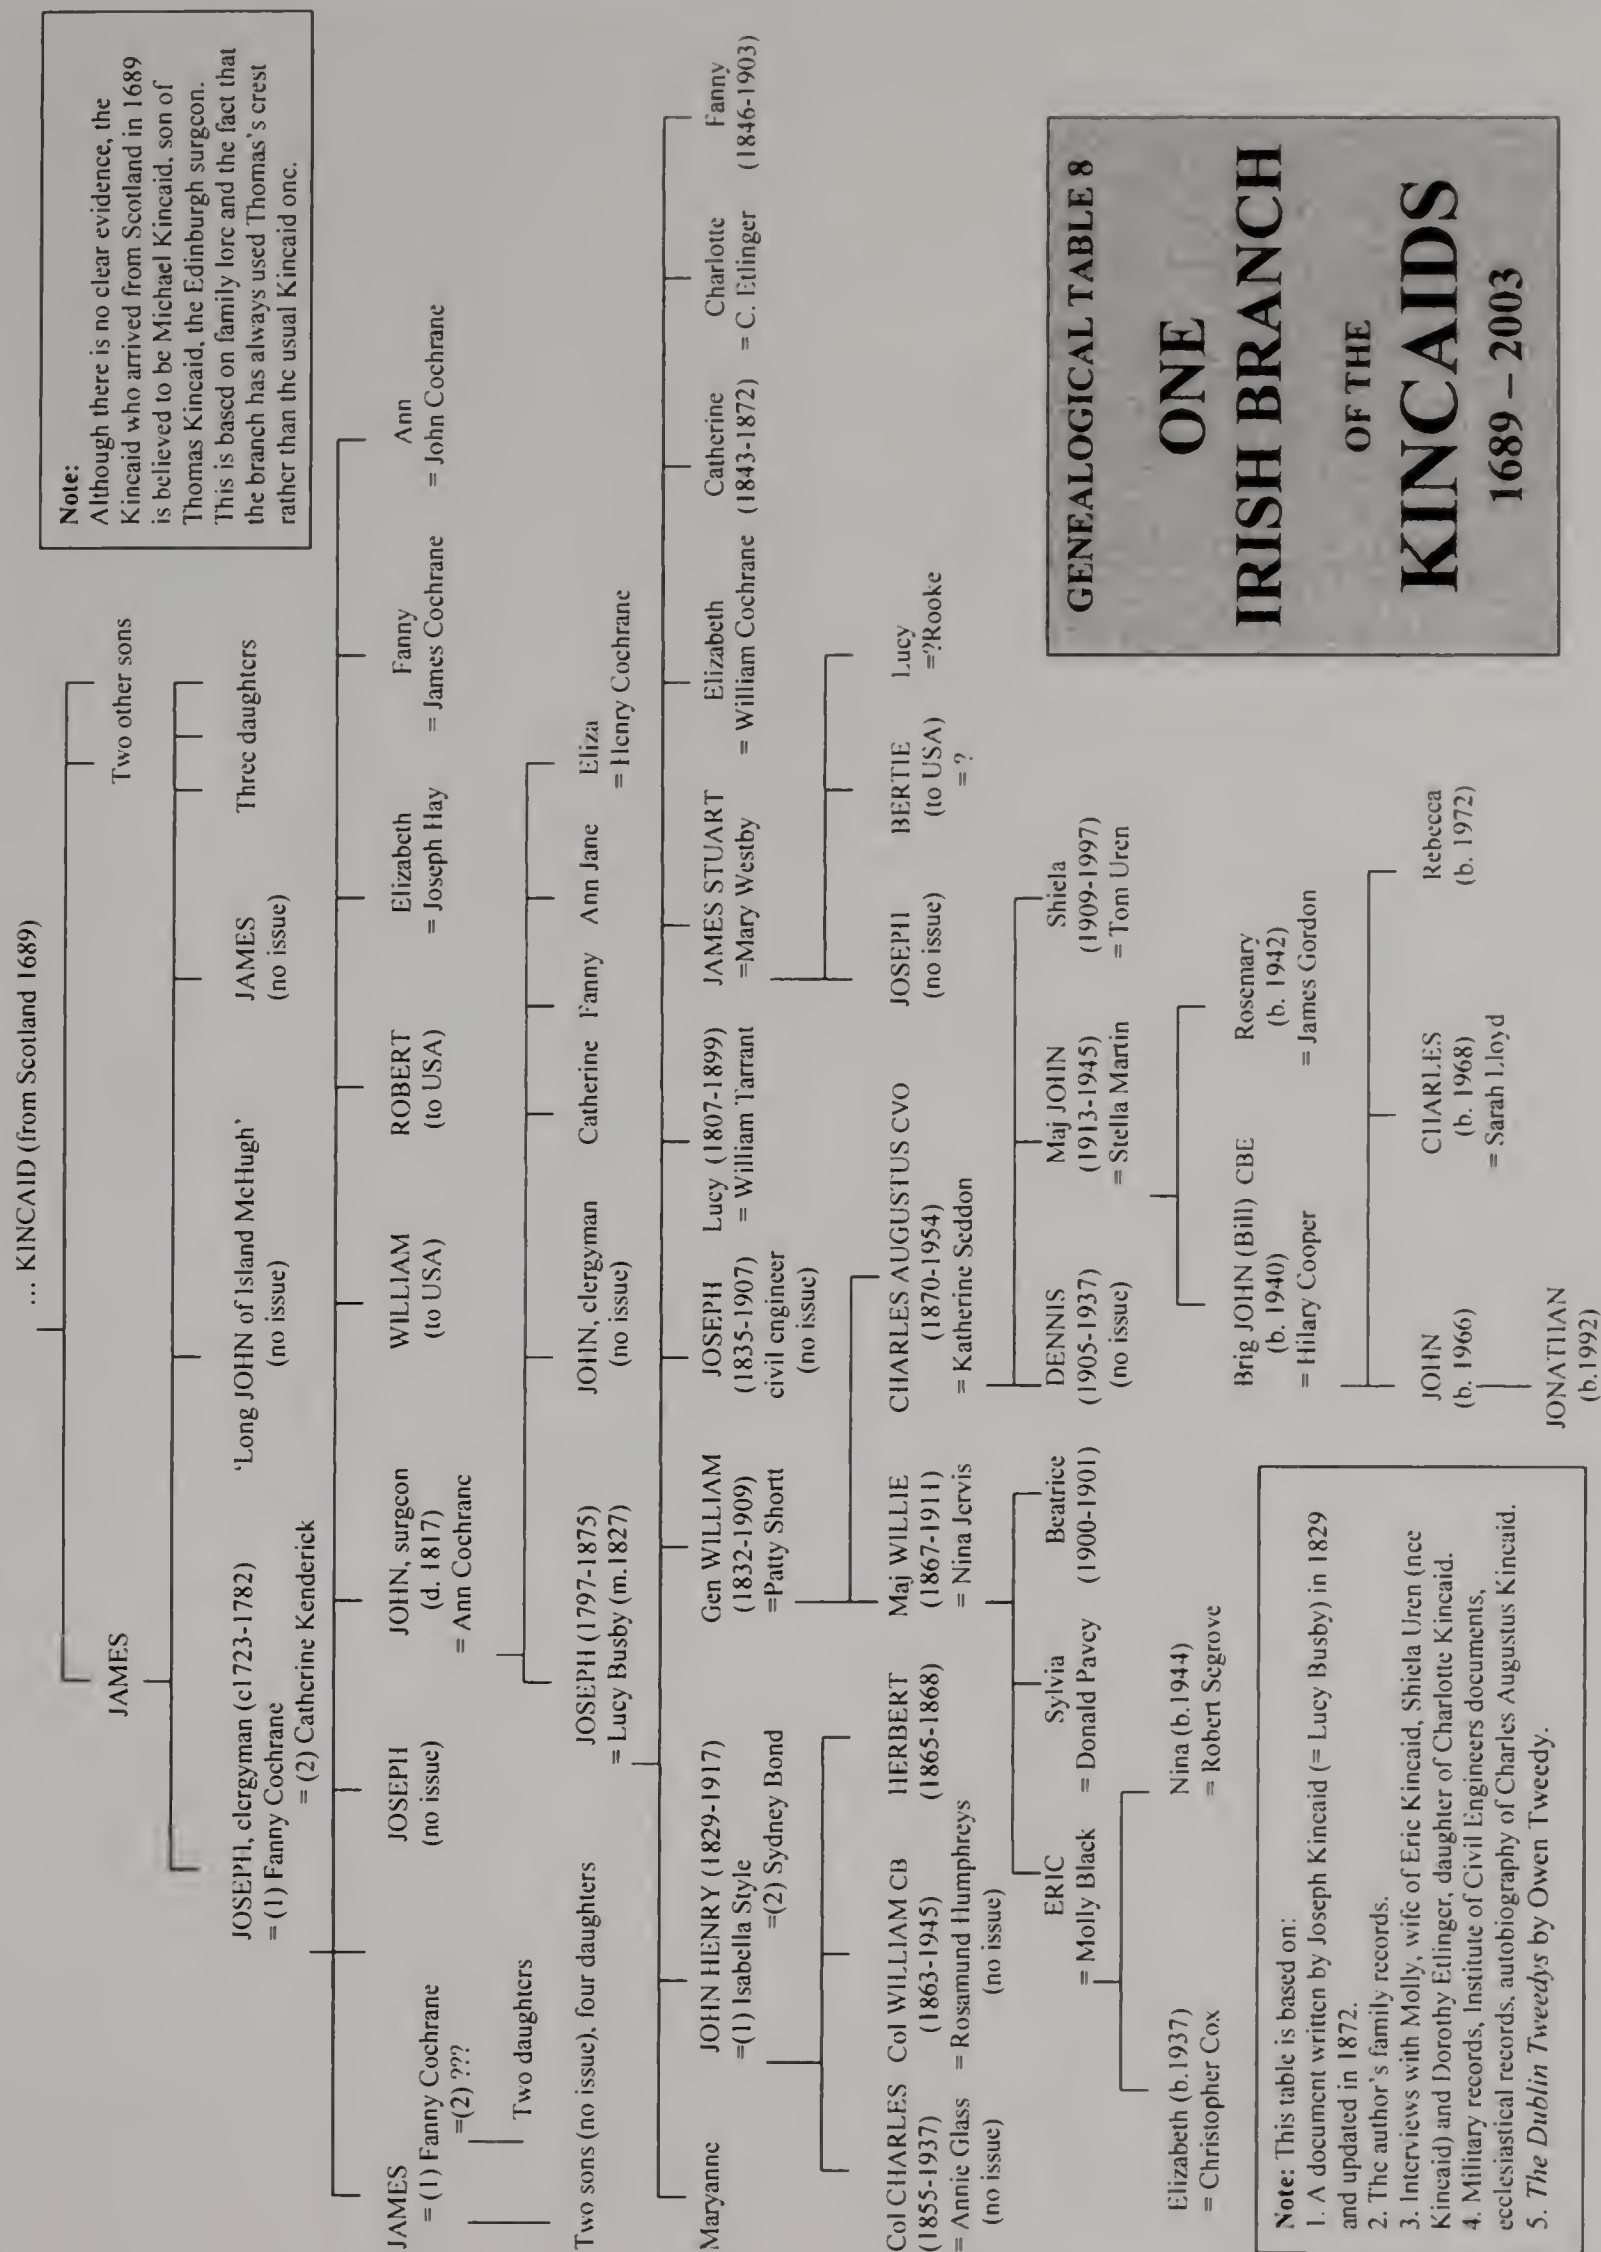 ... KINCAID (from Scotland 1689)
Note:
Although there is no clear evidence, the
Kincaid who arrived from Scotland in 1689
is believed to be Michael Kincaid, son of
Thomas Kincaid, the Edinburgh surgeon.
This is based on family lore and the fact that
the branch has always used Thomas's crest
rather than the usual Kincaid one.
JAMES
Two other sons
JOSEPH, clergyman (c1723-1782)
= (1) Fanny Cochrane
= (2) Catherine Kenderick
'Long JOHN of Island McHugh'
(no issue)
JAMES
(no issue)
Three daughters
JAMES
= (1) Fanny Cochrane
=(2) ???
Two daughters
JOSEPH
(no issue)
JOHN, surgeon
(d. 1817)
= Ann Cochrane
WILLIAM
(to USA)
ROBERT
(to USA)
Elizabeth
= Joseph Hay
Fanny
= James Cochrane
Ann
= John Cochrane
Two sons (no issue), four daughters
JOSEPH (1797-1875)
= Lucy Busby (m.1827)
JOHN, clergyman
(no issue)
Catherine
Fanny
Ann Jane
Eliza
= Henry Cochrane
Maryanne
JOHN HENRY (1829-1917)
=(1) Isabella Style
=(2) Sydney Bond
Gen WILLIAM
(1832-1909)
=Patty Shortt
JOSEPH
(1835-1907)
civil engineer
(no issue)
Lucy (1807-1899)
= William Tarrant
JAMES STUART
=Mary Westby
Elizabeth
= William Cochrane
Catherine
(1843-1872)
Charlotte
= C. Etlinger
Fanny
(1846-1903)
Col CHARLES
(1855-1937)
= Annie Glass
(no issue)
Col WILLIAM CB
(1863-1945)
= Rosamund Humphreys
(no issue)
HERBERT
(1865-1868)
Maj WILLIE
(1867-1911)
= Nina Jervis
CHARLES AUGUSTUS CVO
(1870-1954)
= Katherine Seddon
JOSEPH
(no issue)
BERTIE
(to USA)
= ?
Lucy
=?Rooke
ERIC
= Molly Black
Sylvia
= Donald Pavey
Beatrice
(1900-1901)
DENNIS
(1905-1937)
(no issue)
Maj JOHN
(1913-1945)
= Stella Martin
Shiela
(1909-1997)
= Tom Uren
Elizabeth (b.1937)
= Christopher Cox
Nina (b.1944)
= Robert Segrove
Brig JOHN (Bill) CBE
(b. 1940)
= Hilary Cooper
Rosemary
(b. 1942)
= James Gordon
JOHN
(b. 1966)
CHARLES
(b. 1968)
= Sarah Lloyd
Rebecca
(b. 1972)
JONATHAN
(b.1992)
Note: This table is based on:
1. A document written by Joseph Kincaid (= Lucy Busby) in 1829
and updated in 1872.
2. The author's family records.
3. Interviews with Molly, wife of Eric Kincaid, Shiela Uren (nee
Kincaid) and Dorothy Etlinger, daughter of Charlotte Kincaid.
4. Military records, Institute of Civil Engineers documents,
ecclesiastical records, autobiography of Charles Augustus Kincaid.
5. The Dublin Tweedys by Owen Tweedy.
GENEALOGICAL TABLE 8
ONE
IRISH BRANCH
OF THE
KINCAIDS
1689 – 2003